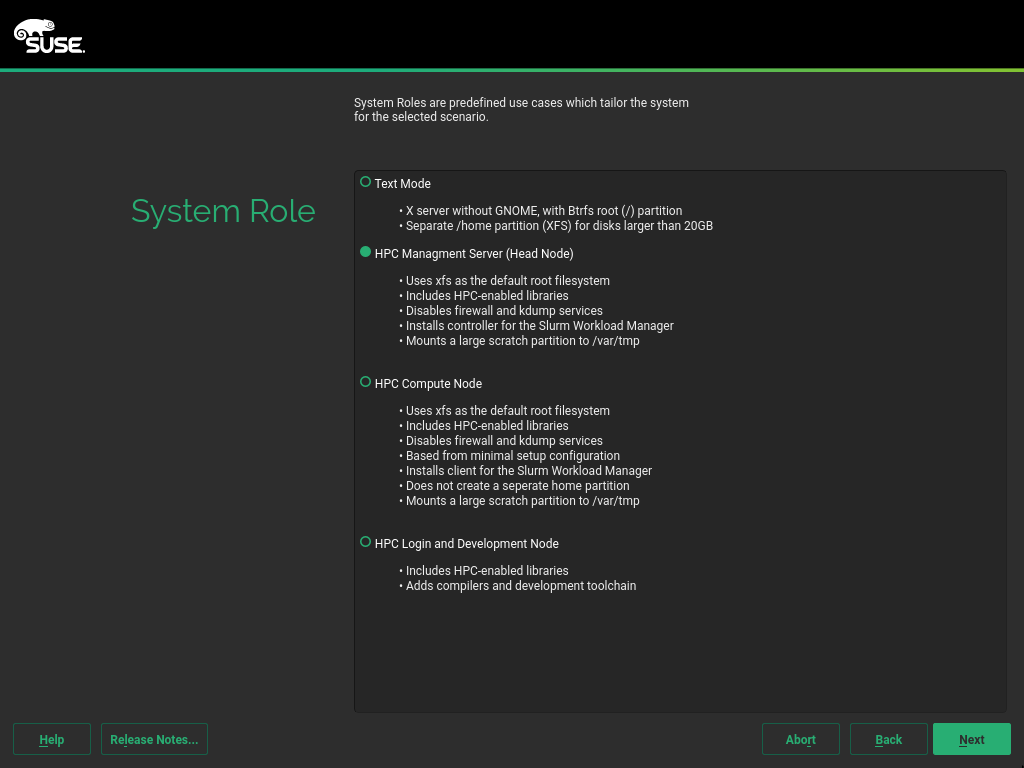 SUSE.
System Roles are predefined use cases which tailor the system
for the selected scenario.
System Role
Text Mode
• X server without GNOME, with Btrfs root (/) partition
• Separate /home partition (XFS) for disks larger than 20GB
HPC Managment Server (Head Node)
• Uses xfs as the default root filesystem
• Includes HPC-enabled libraries
• Disables firewall and kdump services
• Installs controller for the Slurm Workload Manager
• Mounts a large scratch partition to /var/tmp
HPC Compute Node
• Uses xfs as the default root filesystem
• Includes HPC-enabled libraries
• Disables firewall and kdump services
• Based from minimal setup configuration
• Installs client for the Slurm Workload Manager
• Does not create a seperate home partition
• Mounts a large scratch partition to /var/tmp
HPC Login and Development Node
• Includes HPC-enabled libraries
• Adds compilers and development toolchain
Help Release Notes... Abort Back Next